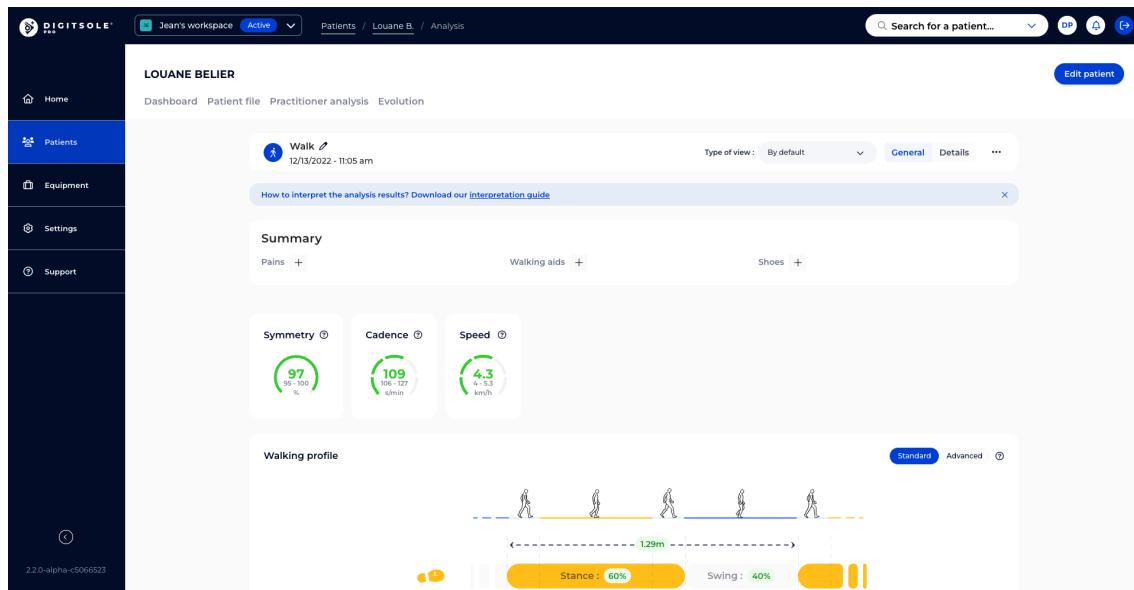 DIGITSOLE®
PRO
Jean's workspace Active
Patients / Louane B. / Analysis
Search for a patient...
DP
LOUANE BELIER
Edit patient
Dashboard Patient file Practitioner analysis Evolution
Home
Patients
Equipment
Settings
Support
2.2.0-alpha-c5066523
Walk
12/13/2022 - 11:05 am
Type of view : By default
General Details
How to interpret the analysis results? Download our interpretation guide
Summary
Pains +
Walking aids +
Shoes +
Symmetry
97
95 - 100
%
Cadence
109
106 - 127
s/min
Speed
4.3
4 - 5.3
km/h
Walking profile
Standard Advanced
1.29m
L
Stance : 60%
Swing : 40%